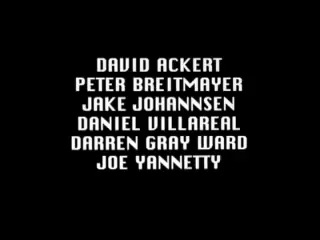 DAVID ACKERT
PETER BREITMAYER
JAKE JOHANNSEN
DANIEL VILLAREAL
DARREN GRAY WARD
JOE YANNETTY